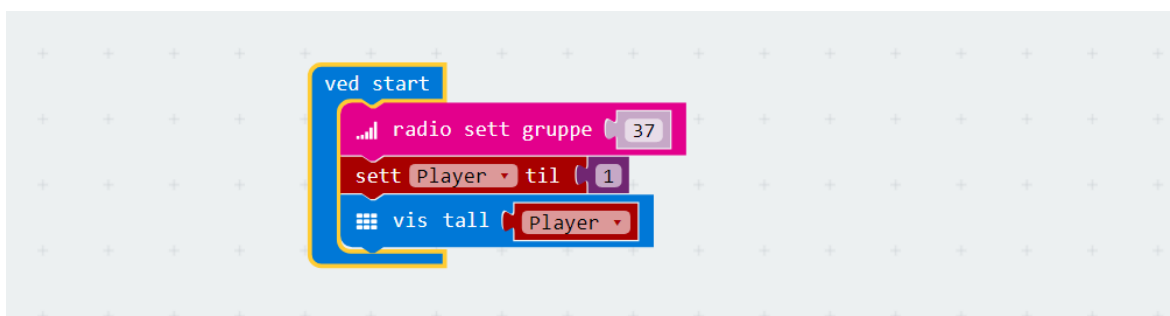 ved start
radio sett gruppe 37
sett Player til 1
vis tall Player